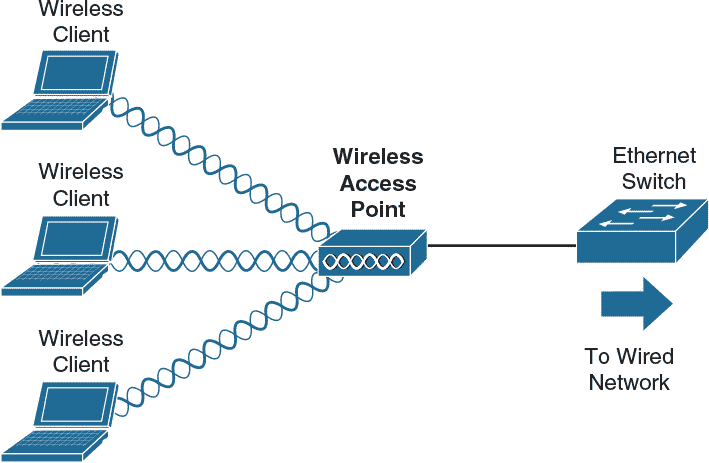 Wireless
Client
Wireless
Client
Wireless
Client
Wireless
Access
Point
Ethernet
Switch
To Wired
Network